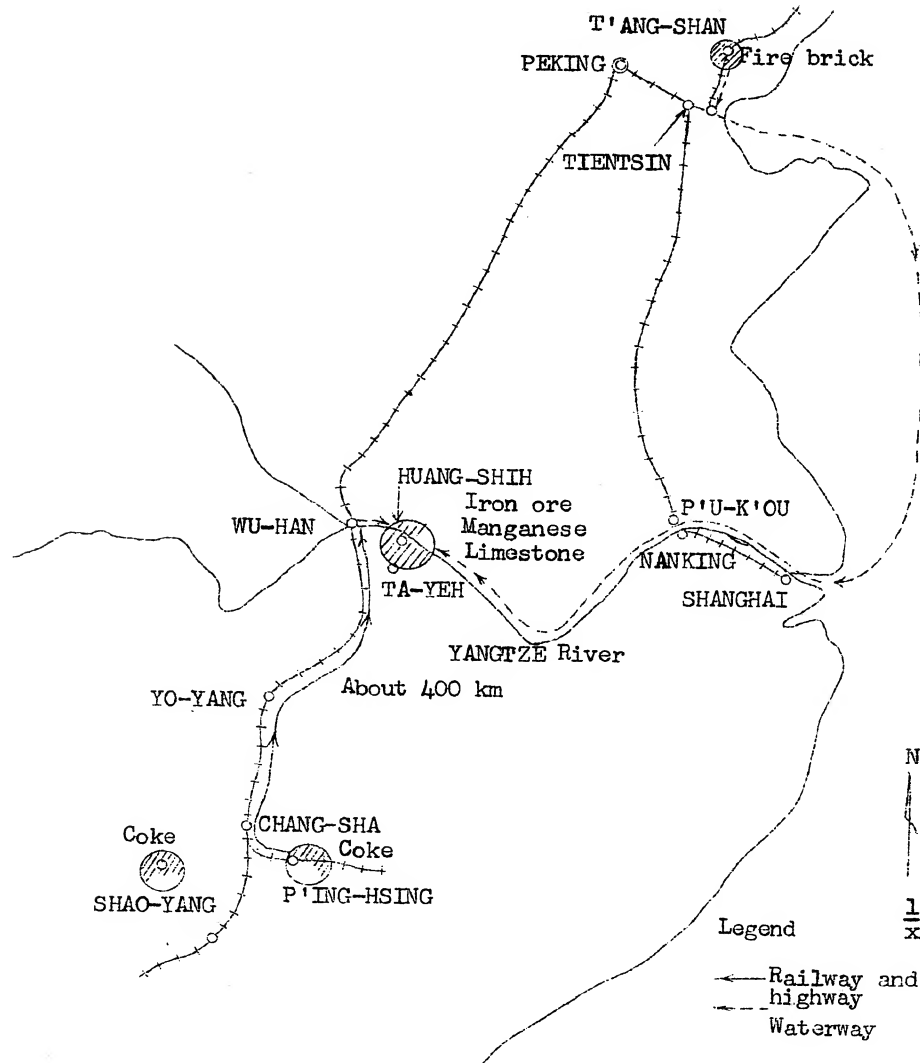 T'ANG-SHAN
PEKING
Fire brick
TIENTSIN
HUANG-SHIH
Iron ore
Manganese
Limestone
WU-HAN
P'U-K'OU
NANKING
TA-YEH
SHANGHAI
YANGTZE River
About 400 km
YO-YANG
N
CHANG-SHA
Coke
Coke
SHAO-YANG
P'ING-HSING
1
x
Legend
Railway and
highway
Waterway